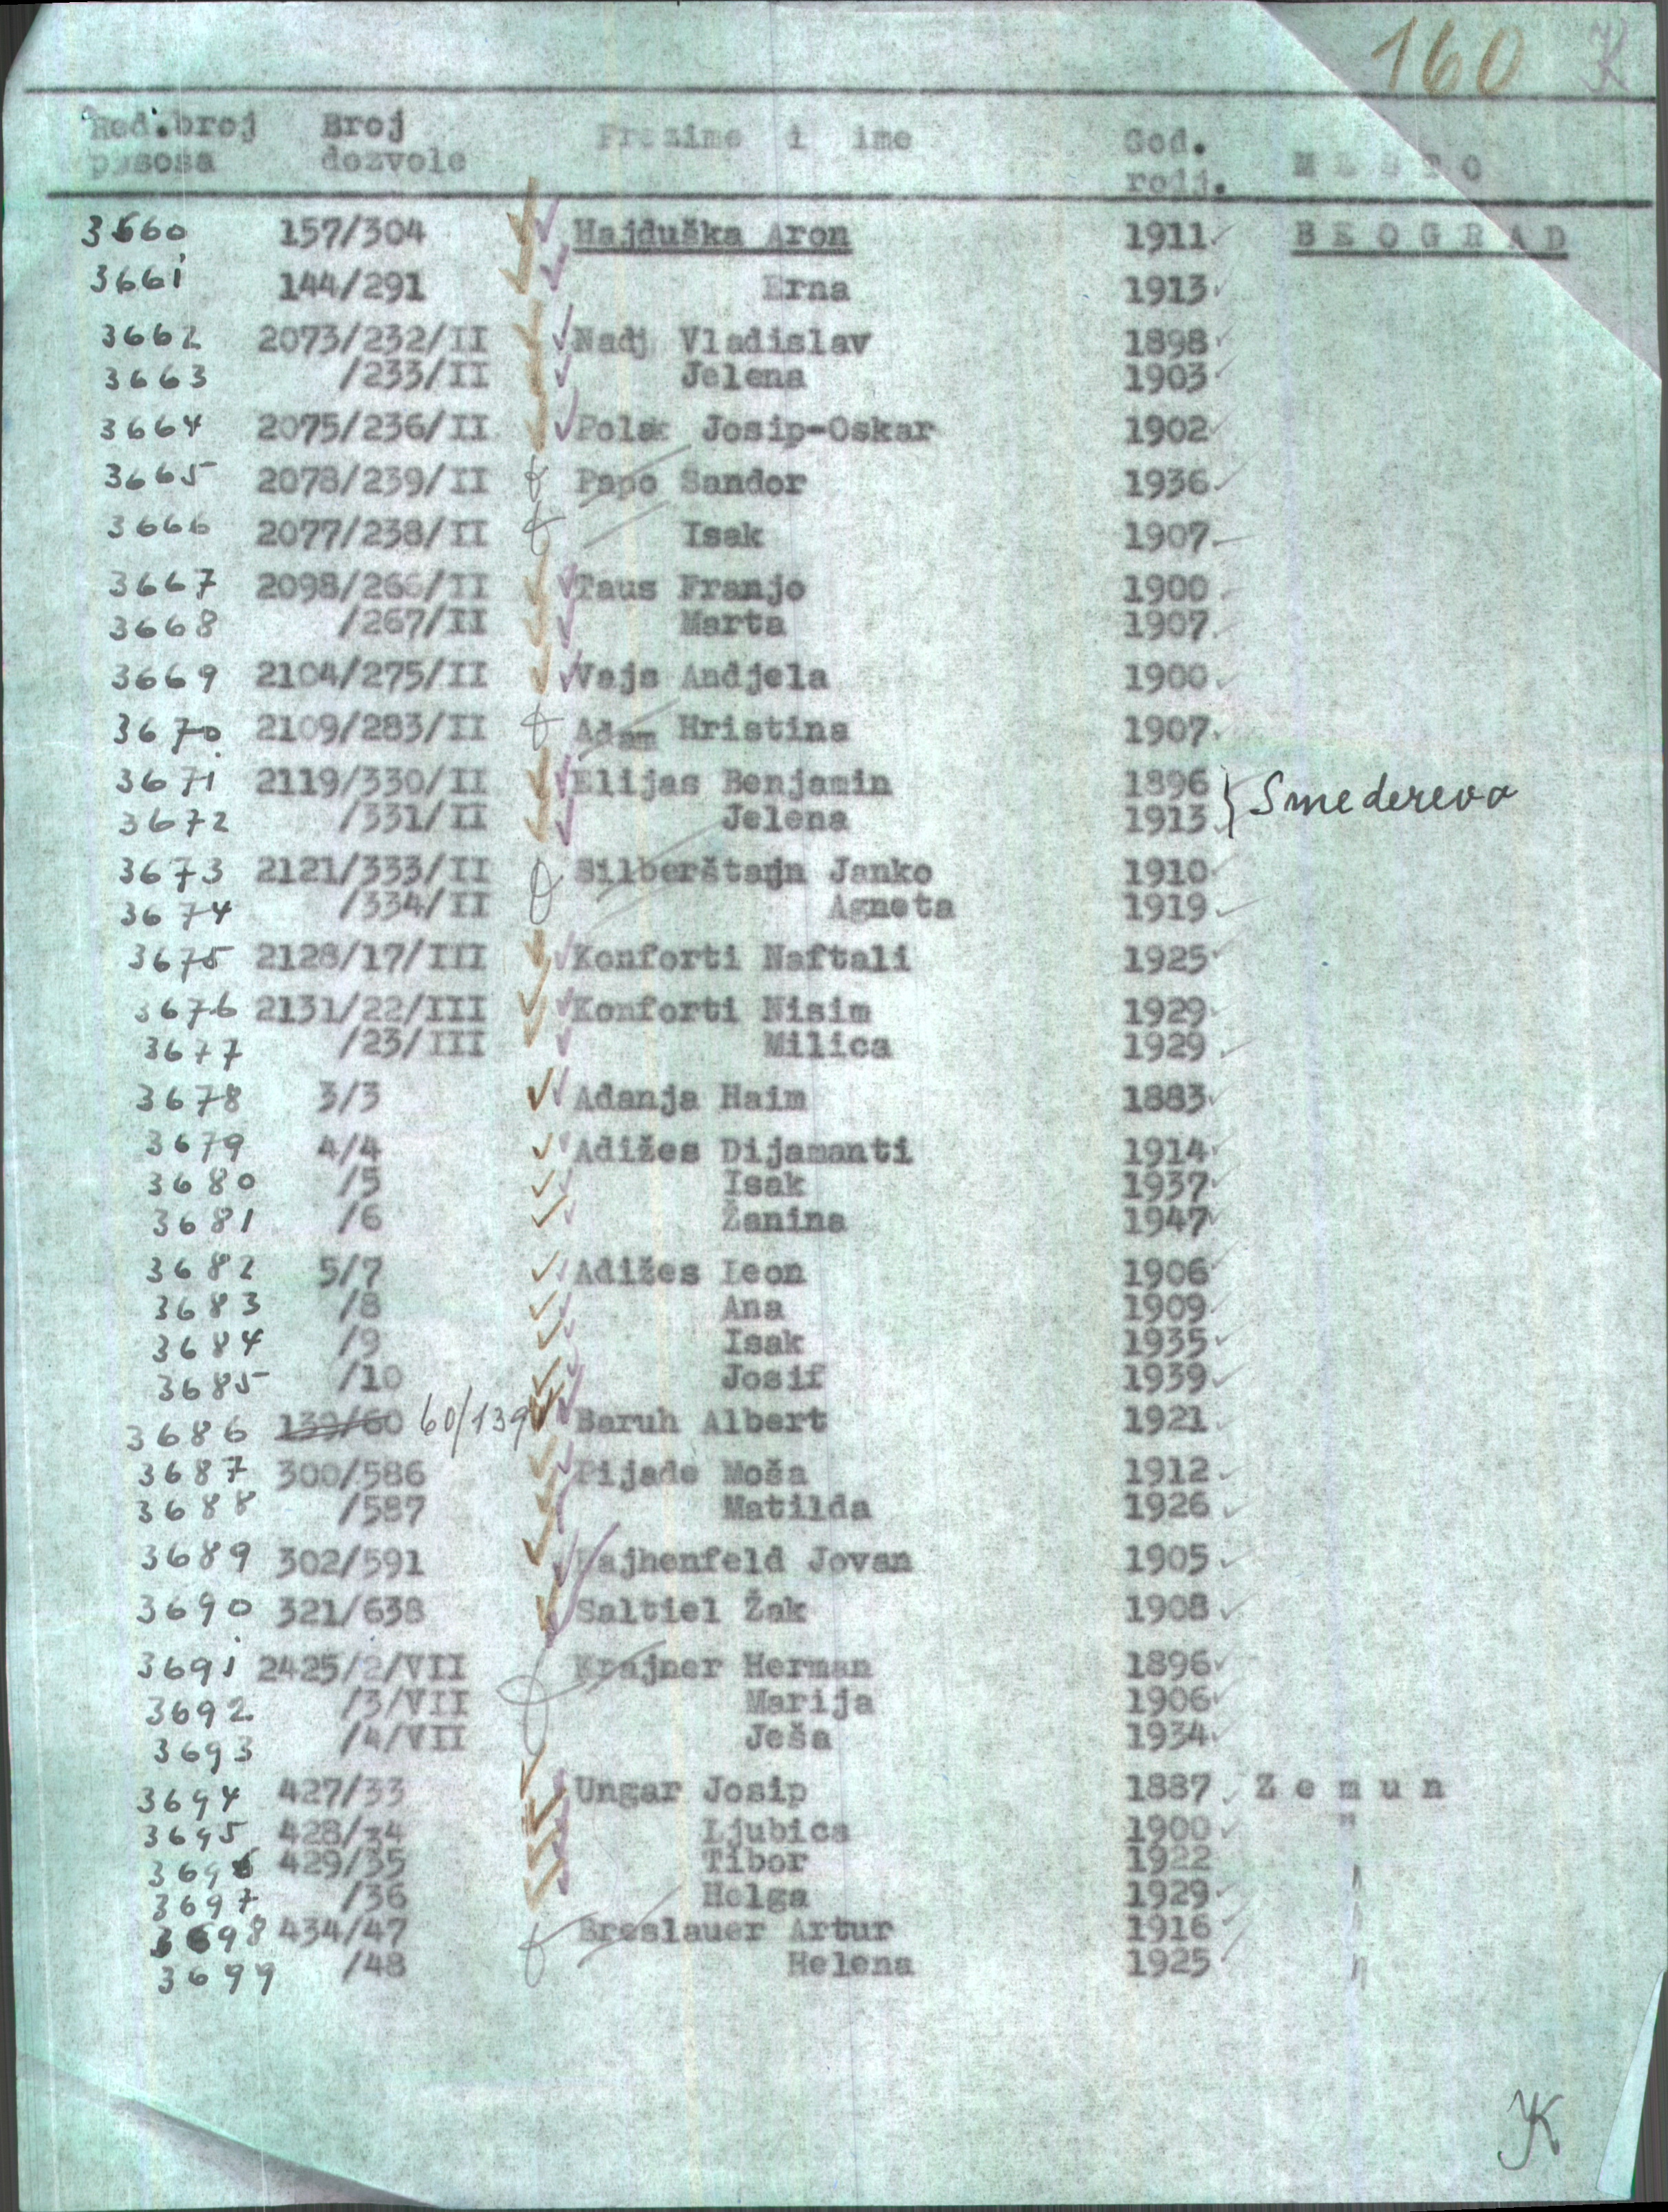 160 K
Red.broj Broj Prezime i ime God. MESTO
pasosa dozvole rodj.
3660 157/304 Hajduška Aron 1911 BEOGRAD
3661 144/291 Erna 1913
3662 2073/232/II Nadj Vladislav 1898
3663 /233/II Jelena 1903
3664 2075/236/II Polak Josip-Oskar 1902
3665 2078/239/II Papo Sandor 1936
3666 2077/238/II Isak 1907
3667 2098/266/II Taus Franjo 1900
3668 /267/II Marta 1907
3669 2104/275/II Vajs Andjela 1900
3670 2109/283/II Adam Hristina 1907
3671 2119/330/II Elijas Benjamin 1896 } Smederevo
3672 /331/II Jelena 1913
3673 2121/333/II Silberštajn Janko 1910
3674 /334/II Agneta 1919
3675 2128/17/III Konforti Naftali 1925
3676 2131/22/III Konforti Nisim 1929
3677 /23/III Milica 1929
3678 3/3 Adanja Haim 1883
3679 4/4 Adižes Dijamanti 1914
3680 /5 Isak 1937
3681 /6 Žanina 1947
3682 5/7 Adižes Leon 1906
3683 /8 Ana 1909
3684 /9 Isak 1935
3685 /10 Josif 1939
3686 139/60 60/139 Baruh Albert 1921
3687 300/586 Pijade Moša 1912
3688 /587 Matilda 1926
3689 302/591 Rajhenfeld Jovan 1905
3690 321/638 Saltiel Žak 1908
3691 2425/2/VII Krajner Herman 1896
3692 /3/VII Marija 1906
3693 /4/VII Ješa 1934
3694 427/33 Ungar Josip 1887 Zemun
3695 428/34 Ljubica 1900 "
3696 429/35 Tibor 1922 "
3697 /36 Helga 1929 "
3698 434/47 Breslauer Artur 1916 "
3699 /48 Helena 1925 "